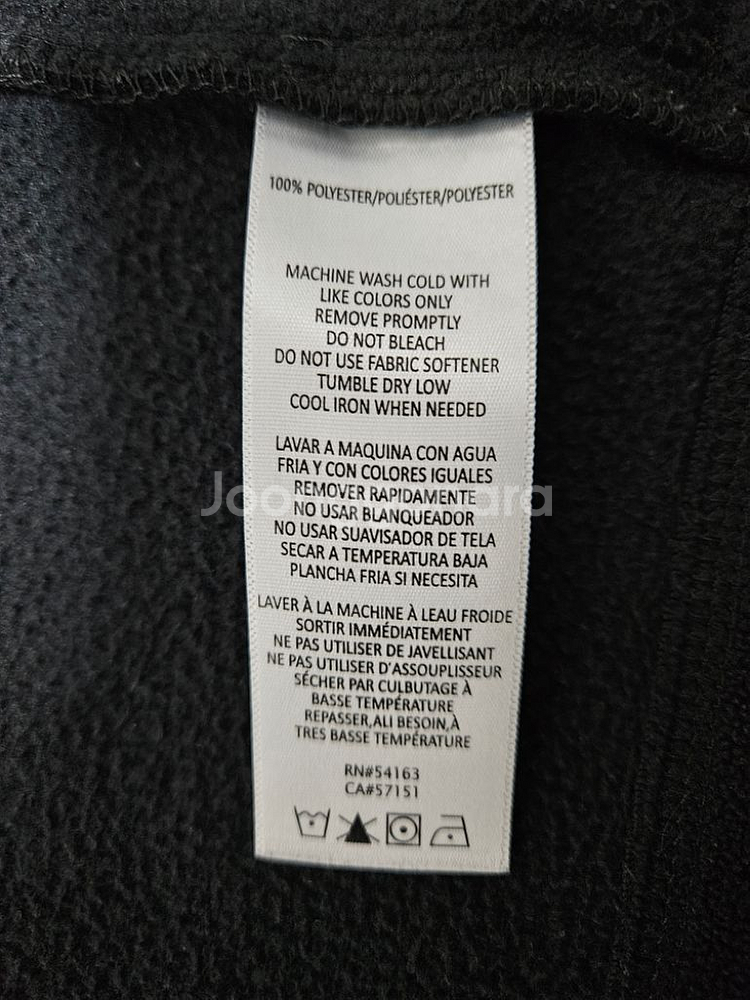 100% POLYESTER/POLIÉSTER/POLYESTER
MACHINE WASH COLD WITH
LIKE COLORS ONLY
REMOVE PROMPTLY
DO NOT BLEACH
DO NOT USE FABRIC SOFTENER
TUMBLE DRY LOW
COOL IRON WHEN NEEDED
LAVAR A MAQUINA CON AGUA
FRIA Y CON COLORES IGUALES
REMOVER RAPIDAMENTE
NO USAR BLANQUEADOR
NO USAR SUAVISADOR DE TELA
SECAR A TEMPERATURA BAJA
PLANCHA FRIA SI NECESITA
LAVER À LA MACHINE À LEAU FROIDE
SORTIR IMMÉDIATEMENT
NE PAS UTILISER DE JAVELLISANT
NE PAS UTILISER D'ASSOUPLISSEUR
SÉCHER PAR CULBUTAGE À
BASSE TEMPÉRATURE
REPASSER,ALI BESOIN,À
TRES BASSE TEMPÉRATURE
RN#54163
CA#57151